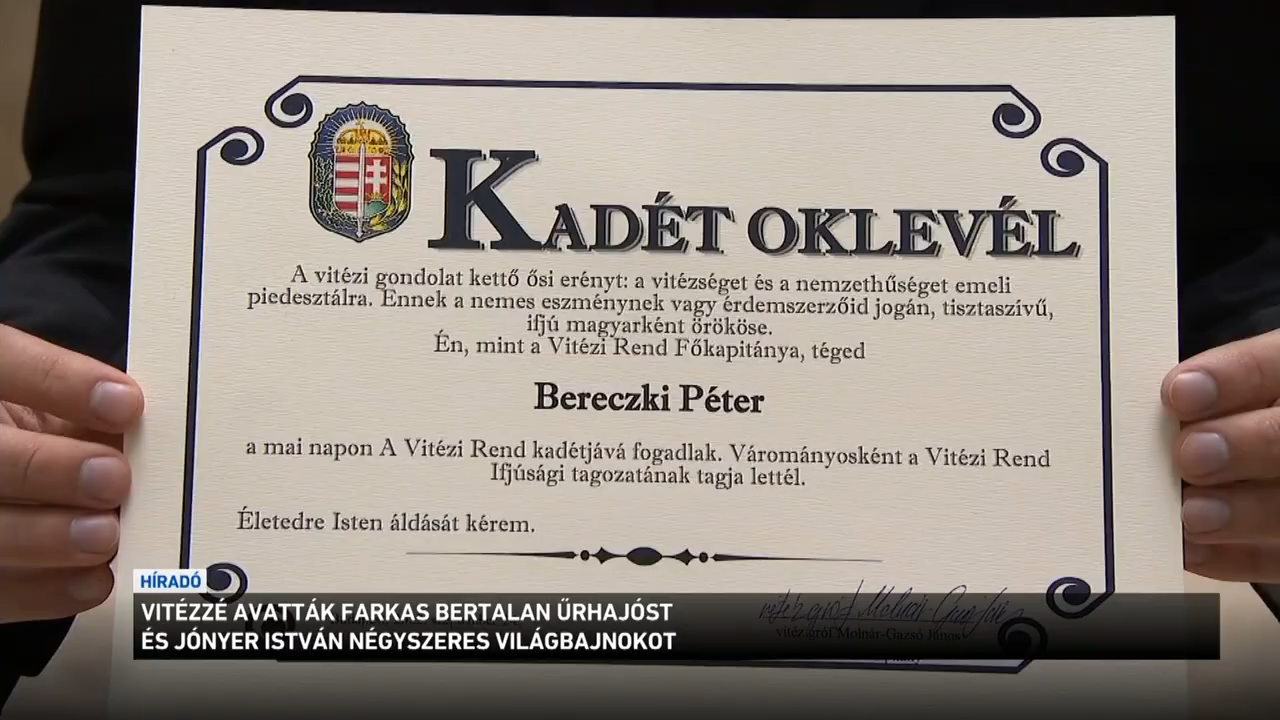 KADÉT OKLEVÉL
A vitézi gondolat kettő ősi erényt: a vitézséget és a nemzethűséget emeli
piedesztálra. Ennek a nemes eszménynek vagy érdemszerzőid jogán, tisztaszívű,
ifjú magyarként örököse.
Én, mint a Vitézi Rend Főkapitánya, téged
Bereczki Péter
a mai napon A Vitézi Rend kadétjává fogadlak. Várományosként a Vitézi Rend
Ifjúsági tagozatának tagja lettél.
Életedre Isten áldását kérem.
vitéz gróf Molnár-Gazsó János
HÍRADÓ
VITÉZZÉ AVATTÁK FARKAS BERTALAN ŰRHAJÓST
ÉS JÓNYER ISTVÁN NÉGYSZERES VILÁGBAJNOKOT